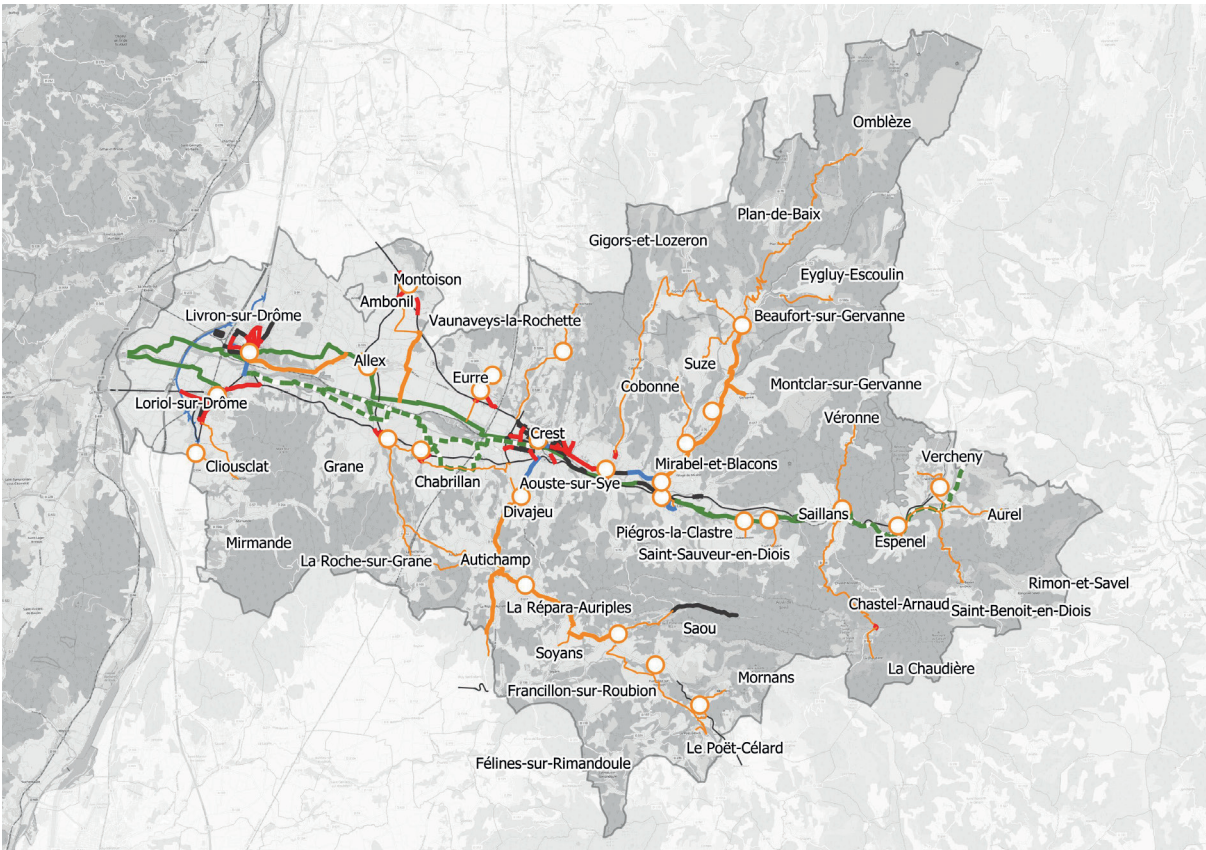 Omblèze
Plan-de-Baix
Gigors-et-Lozeron
Eygluy-Escoulin
Montoison
Ambonil
Livron-sur-Drôme
Vaunaveys-la-Rochette
Beaufort-sur-Gervanne
Allex
Suze
Eurre
Cobonne
Montclar-sur-Gervanne
Loriol-sur-Drôme
Véronne
Crest
Cliousclat
Grane
Mirabel-et-Blacons
Vercheny
Chabrillan
Aouste-sur-Sye
Divajeu
Saillans
Aurel
Piégros-la-Clastre
Mirmande
Espenel
Saint-Sauveur-en-Diois
La Roche-sur-Grane
Autichamp
Rimon-et-Savel
La Répara-Auriples
Chastel-Arnaud
Saint-Benoit-en-Diois
Saou
Soyans
La Chaudière
Mornans
Francillon-sur-Roubion
Le Poët-Célard
Félines-sur-Rimandoule